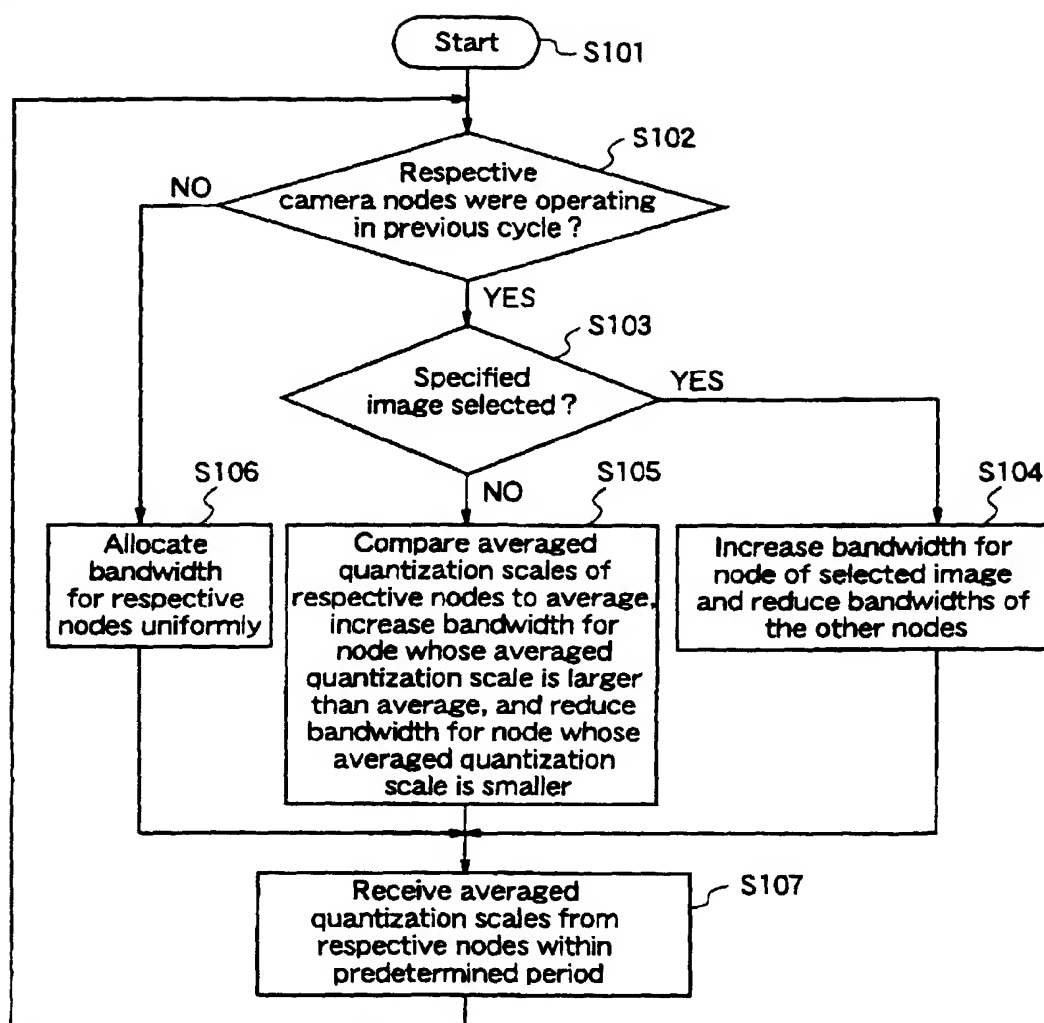 Start
S101
S102
Respective
camera nodes were operating
in previous cycle ?
NO
YES
S103
Specified
image selected ?
YES
NO
S106
Allocate
bandwidth
for respective
nodes uniformly
S105
Compare averaged
quantization scales of
respective nodes to average,
increase bandwidth for
node whose averaged
quantization scale is larger
than average, and reduce
bandwidth for node whose
averaged quantization
scale is smaller
S104
Increase bandwidth for
node of selected image
and reduce bandwidths of
the other nodes
S107
Receive averaged
quantization scales from
respective nodes within
predetermined period